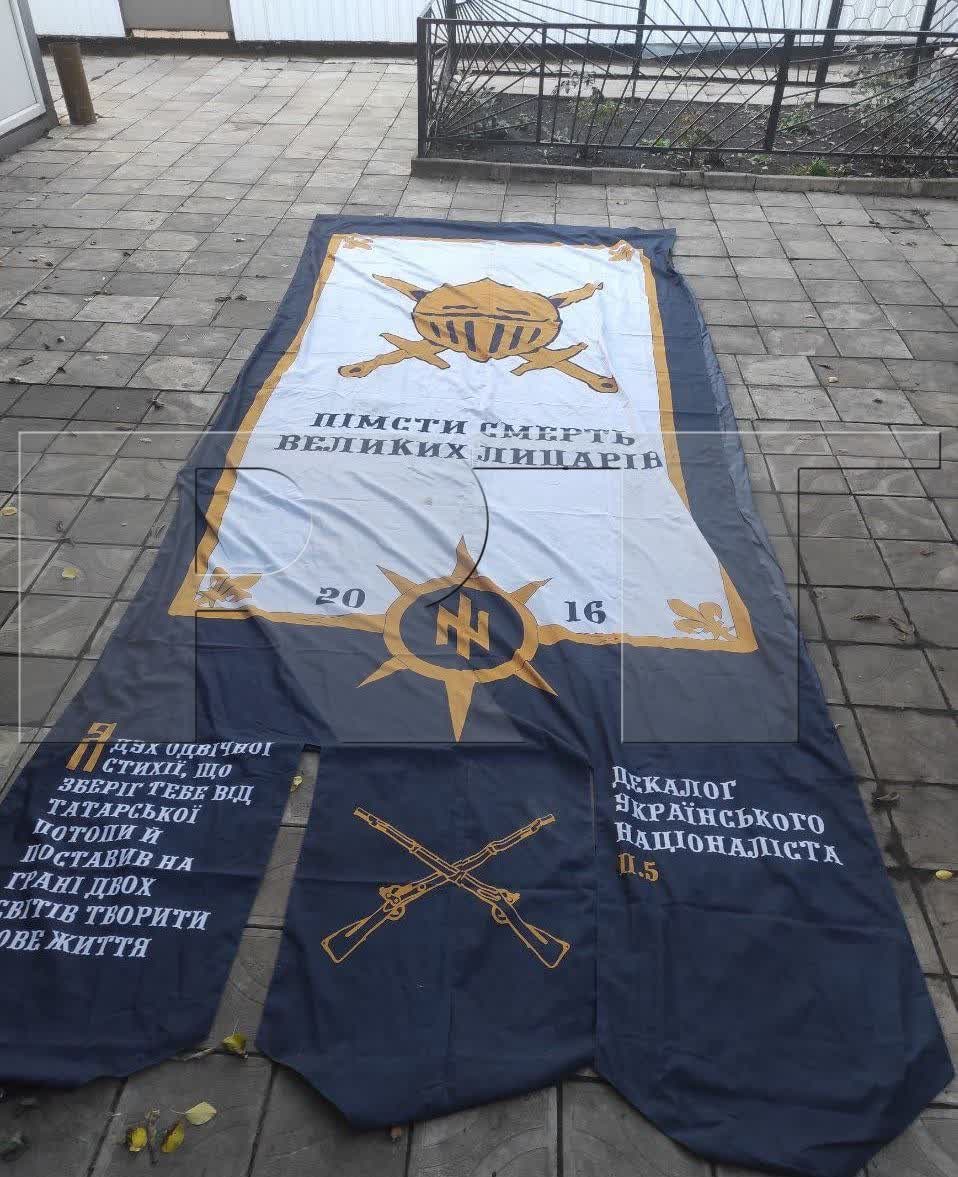 ПІМСТИ СМЕРТЬ
ВЕЛИКИХ ЛИЦАРІВ
20 16
Я ДУХ ОДВІЧНОЇ
СТИХІЇ, ЩО
ЗБЕРІГ ТЕБЕ ВІД
ТАТАРСЬКОЇ
ПОТОПИ Й
ПОСТАВИВ НА
ГРАНІ ДВОХ
СВІТІВ ТВОРИТИ
ОВЕ ЖИТТЯ
ДЕКАЛОГ
УКРАЇНСЬКОГО
НАЦІОНАЛІСТА
П.5